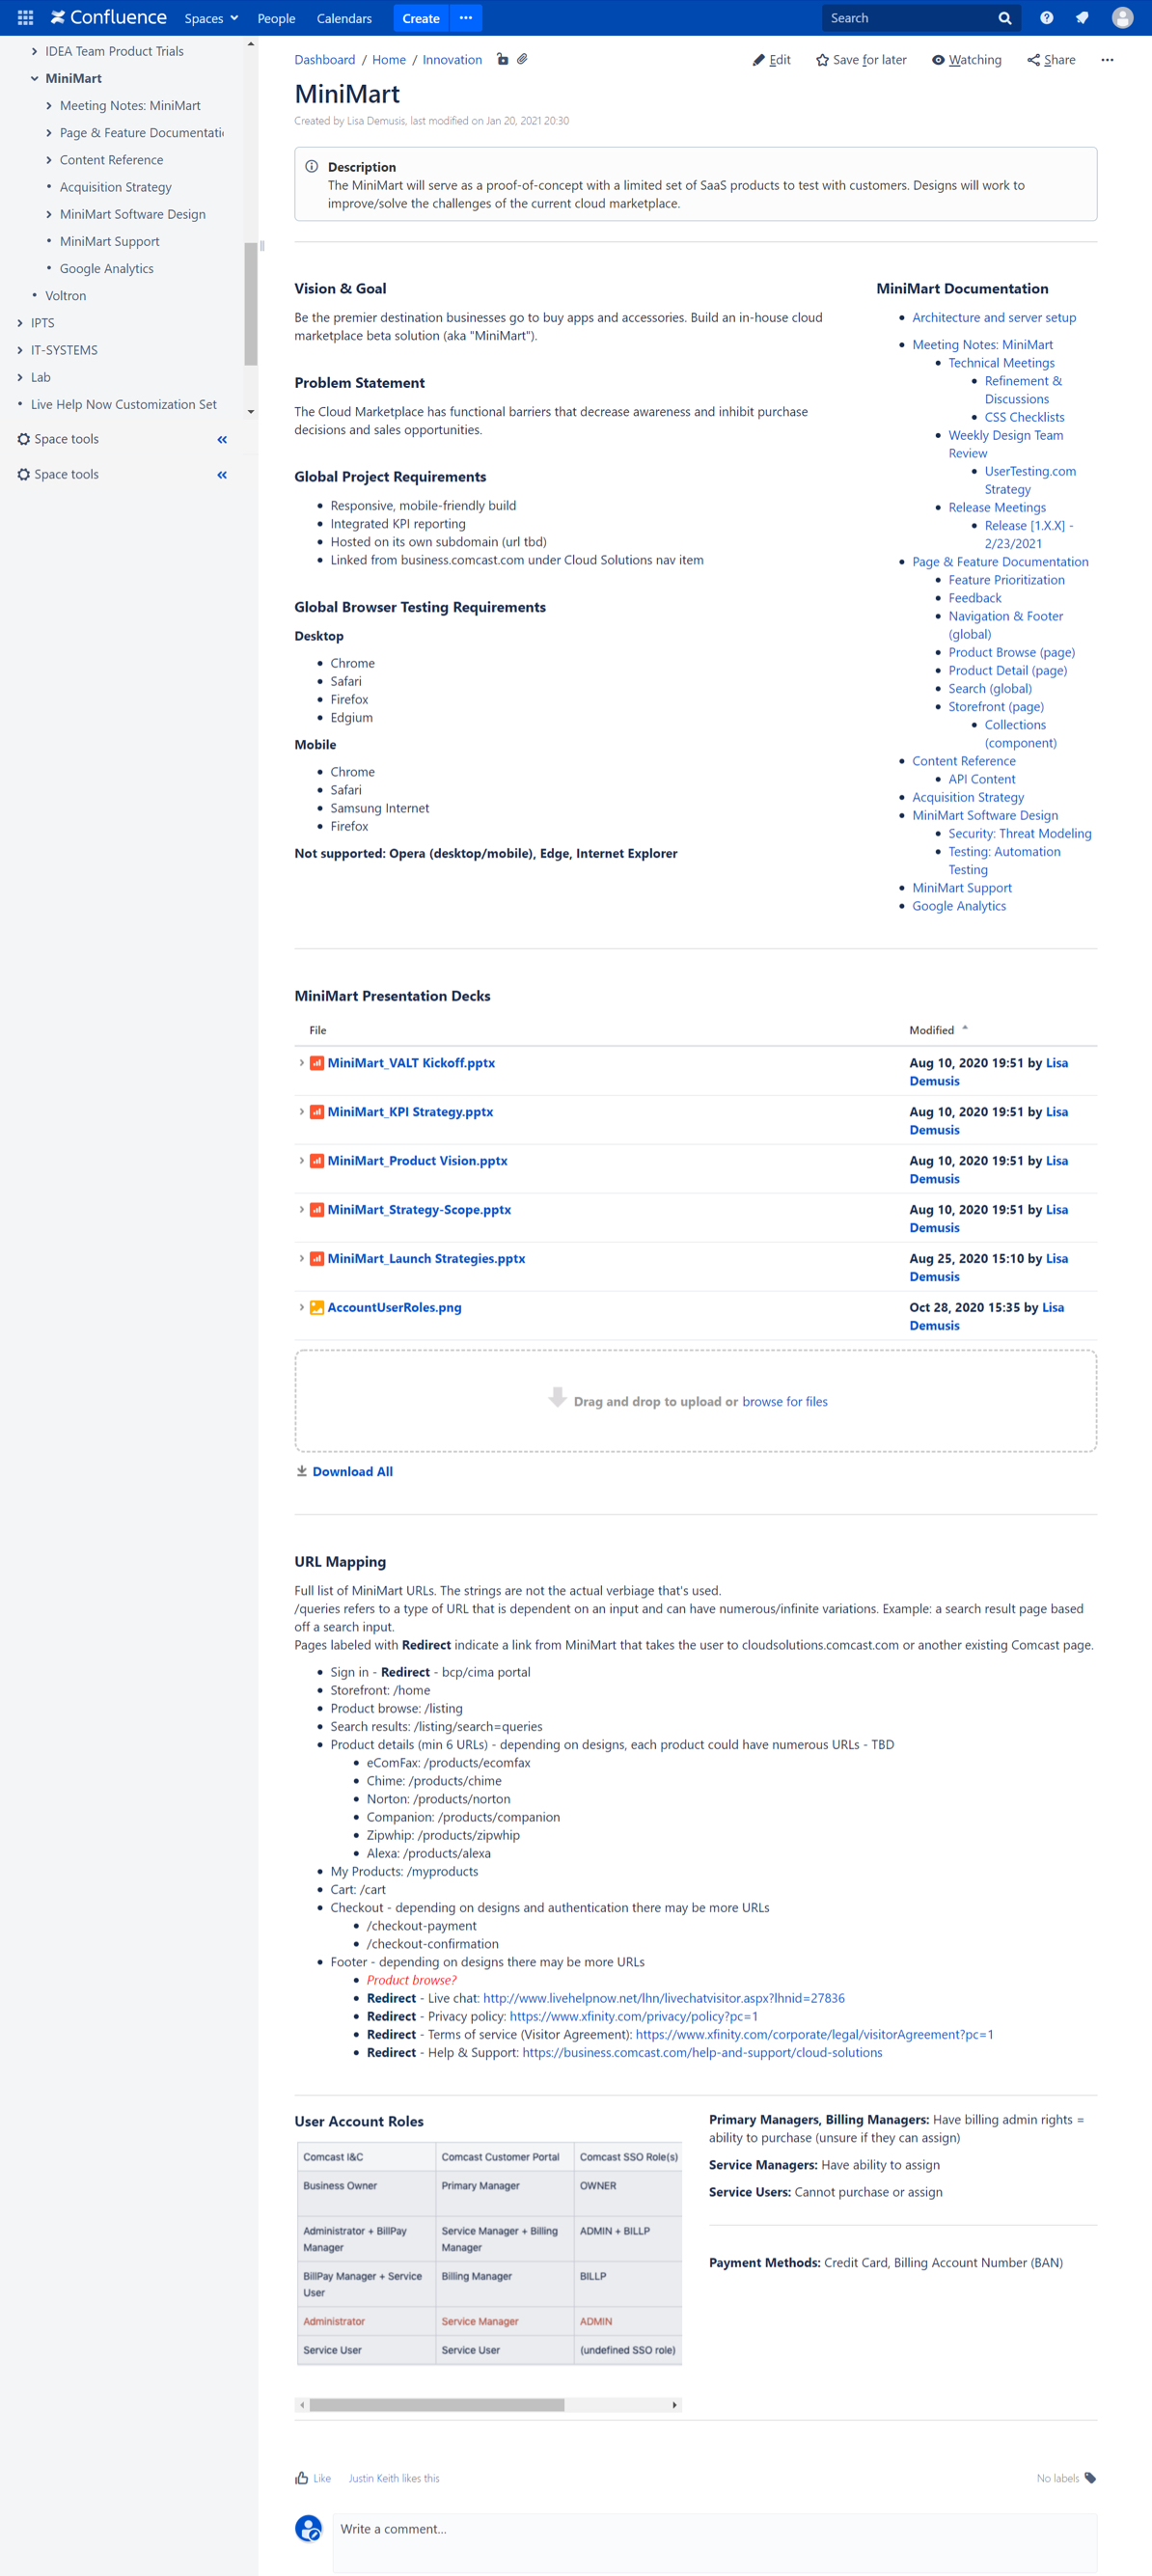 Confluence
Spaces
People
Calendars
Create
Search
IDEA Team Product Trials
MiniMart
Meeting Notes: MiniMart
Page & Feature Documentati
Content Reference
Acquisition Strategy
MiniMart Software Design
MiniMart Support
Google Analytics
Voltron
IPTS
IT-SYSTEMS
Lab
Live Help Now Customization Set
Space tools
Space tools
Dashboard / Home / Innovation
Edit
Save for later
Watching
Share
MiniMart
Created by Lisa Demusis, last modified on Jan 20, 2021 20:30
Description
The MiniMart will serve as a proof-of-concept with a limited set of SaaS products to test with customers. Designs will work to
improve/solve the challenges of the current cloud marketplace.
Vision & Goal
Be the premier destination businesses go to buy apps and accessories. Build an in-house cloud
marketplace beta solution (aka "MiniMart").
Problem Statement
The Cloud Marketplace has functional barriers that decrease awareness and inhibit purchase
decisions and sales opportunities.
Global Project Requirements
• Responsive, mobile-friendly build
• Integrated KPI reporting
• Hosted on its own subdomain (url tbd)
• Linked from business.comcast.com under Cloud Solutions nav item
Global Browser Testing Requirements
Desktop
• Chrome
• Safari
• Firefox
• Edgium
Mobile
• Chrome
• Safari
• Samsung Internet
• Firefox
Not supported: Opera (desktop/mobile), Edge, Internet Explorer
MiniMart Documentation
• Architecture and server setup
• Meeting Notes: MiniMart
• Technical Meetings
• Refinement &
Discussions
• CSS Checklists
• Weekly Design Team
Review
• UserTesting.com
Strategy
• Release Meetings
• Release [1.X.X] -
2/23/2021
• Page & Feature Documentation
• Feature Prioritization
• Feedback
• Navigation & Footer
(global)
• Product Browse (page)
• Product Detail (page)
• Search (global)
• Storefront (page)
• Collections
(component)
• Content Reference
• API Content
• Acquisition Strategy
• MiniMart Software Design
• Security: Threat Modeling
• Testing: Automation
Testing
• MiniMart Support
• Google Analytics
MiniMart Presentation Decks
File
Modified
MiniMart_VALT Kickoff.pptx
Aug 10, 2020 19:51 by Lisa
Demusis
MiniMart_KPI Strategy.pptx
Aug 10, 2020 19:51 by Lisa
Demusis
MiniMart_Product Vision.pptx
Aug 10, 2020 19:51 by Lisa
Demusis
MiniMart_Strategy-Scope.pptx
Aug 10, 2020 19:51 by Lisa
Demusis
MiniMart_Launch Strategies.pptx
Aug 25, 2020 15:10 by Lisa
Demusis
AccountUserRoles.png
Oct 28, 2020 15:35 by Lisa
Demusis
Drag and drop to upload or browse for files
Download All
URL Mapping
Full list of MiniMart URLs. The strings are not the actual verbiage that's used.
/queries refers to a type of URL that is dependent on an input and can have numerous/infinite variations. Example: a search result page based
off a search input.
Pages labeled with Redirect indicate a link from MiniMart that takes the user to cloudsolutions.comcast.com or another existing Comcast page.
• Sign in - Redirect - bcp/cima portal
• Storefront: /home
• Product browse: /listing
• Search results: /listing/search=queries
• Product details (min 6 URLs) - depending on designs, each product could have numerous URLs - TBD
• eComFax: /products/ecomfax
• Chime: /products/chime
• Norton: /products/norton
• Companion: /products/companion
• Zipwhip: /products/zipwhip
• Alexa: /products/alexa
• My Products: /myproducts
• Cart: /cart
• Checkout - depending on designs and authentication there may be more URLs
• /checkout-payment
• /checkout-confirmation
• Footer - depending on designs there may be more URLs
• Product browse?
• Redirect - Live chat: http://www.livehelpnow.net/lhn/livechatvisitor.aspx?lhnid=27836
• Redirect - Privacy policy: https://www.xfinity.com/privacy/policy?pc=1
• Redirect - Terms of service (Visitor Agreement): https://www.xfinity.com/corporate/legal/visitorAgreement?pc=1
• Redirect - Help & Support: https://business.comcast.com/help-and-support/cloud-solutions
User Account Roles
Comcast I&C
Comcast Customer Portal
Comcast SSO Role(s)
Business Owner
Primary Manager
OWNER
Administrator + BillPay
Manager
Service Manager + Billing
Manager
ADMIN + BILLP
BillPay Manager + Service
User
Billing Manager
BILLP
Administrator
Service Manager
ADMIN
Service User
Service User
(undefined SSO role)
Primary Managers, Billing Managers: Have billing admin rights =
ability to purchase (unsure if they can assign)
Service Managers: Have ability to assign
Service Users: Cannot purchase or assign
Payment Methods: Credit Card, Billing Account Number (BAN)
Like
Justin Keith likes this
No labels
Write a comment...